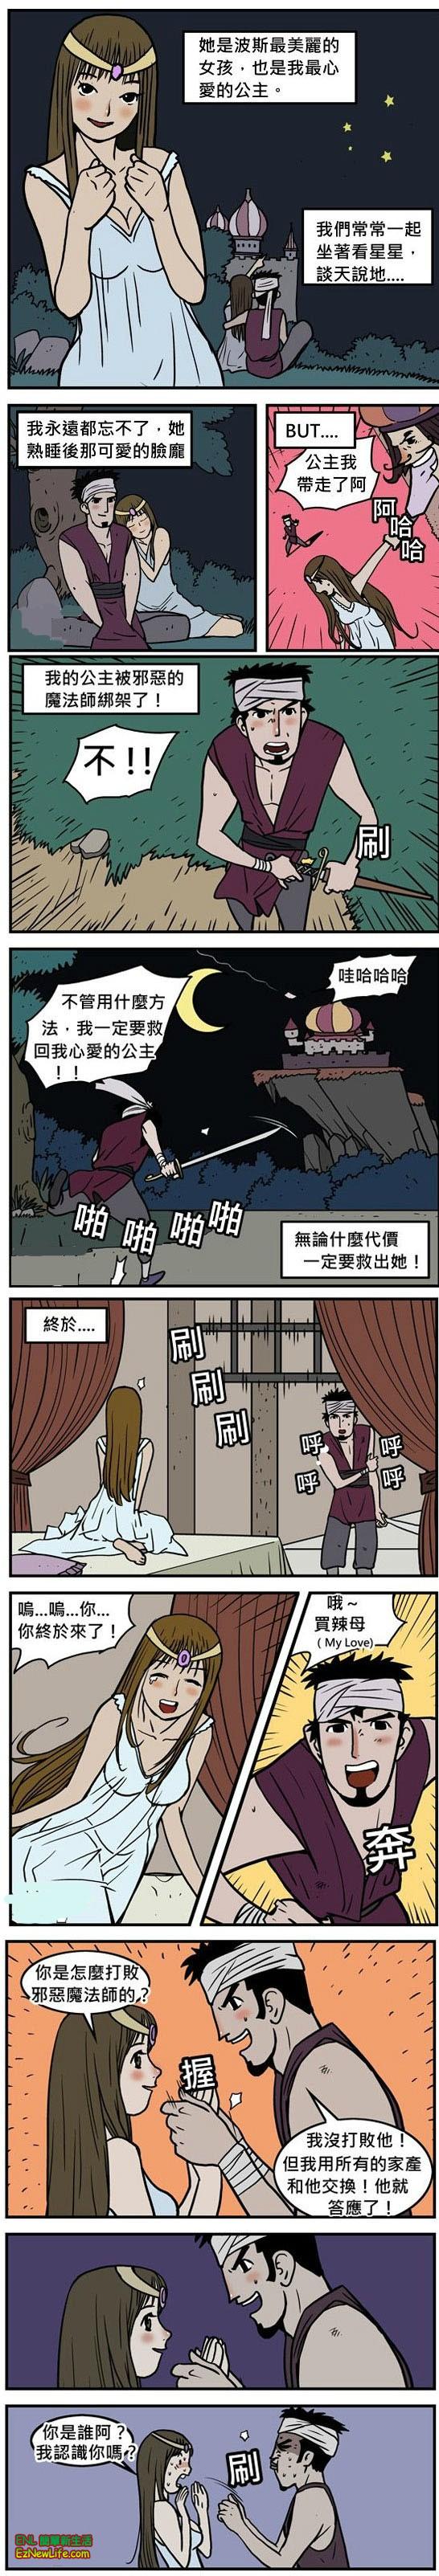 她是波斯最美麗的
女孩，也是我最心
愛的公主。
我們常常一起
坐著看星星，
談天說地....
我永遠都忘不了，她
熟睡後那可愛的臉龐
BUT....
公主我
帶走了阿
阿哈哈
我的公主被邪惡的
魔法師綁架了！
不!!
刷
哇哈哈哈
不管用什麼方
法，我一定要救
回我心愛的公主
！！
啪啪啪啪
無論什麼代價
一定要救出她！
終於....
刷刷刷
呼呼
呼呼
嗚...嗚...你...
你終於來了！
哦～
買辣母
(My Love)
奔
你是怎麼打敗
邪惡魔法師的？
握
我沒打敗他！
但我用所有的家產
和他交換！他就
答應了！
你是誰阿？
我認識你嗎？
刷
ENL 簡單新生活
EzNewLife.com